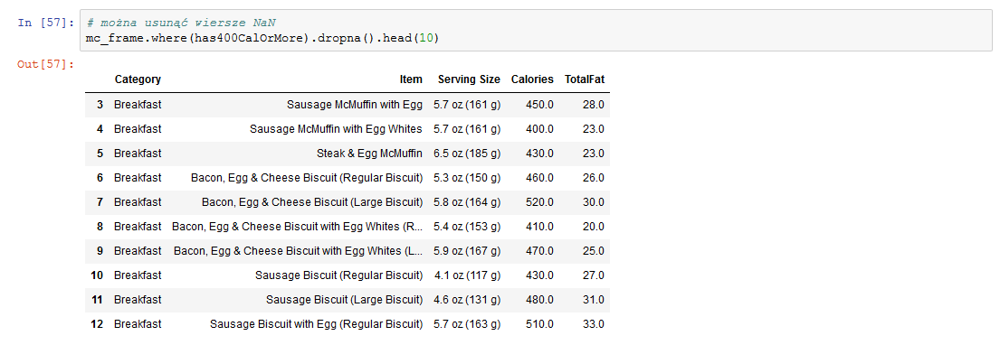 In [57]: # można usunąć wiersze NaN
mc_frame.where(has400CalOrMore).dropna().head(10)
Out[57]:
Category Item Serving Size Calories TotalFat
3 Breakfast Sausage McMuffin with Egg 5.7 oz (161 g) 450.0 28.0
4 Breakfast Sausage McMuffin with Egg Whites 5.7 oz (161 g) 400.0 23.0
5 Breakfast Steak & Egg McMuffin 6.5 oz (185 g) 430.0 23.0
6 Breakfast Bacon, Egg & Cheese Biscuit (Regular Biscuit) 5.3 oz (150 g) 460.0 26.0
7 Breakfast Bacon, Egg & Cheese Biscuit (Large Biscuit) 5.8 oz (164 g) 520.0 30.0
8 Breakfast Bacon, Egg & Cheese Biscuit with Egg Whites (R... 5.4 oz (153 g) 410.0 20.0
9 Breakfast Bacon, Egg & Cheese Biscuit with Egg Whites (L... 5.9 oz (167 g) 470.0 25.0
10 Breakfast Sausage Biscuit (Regular Biscuit) 4.1 oz (117 g) 430.0 27.0
11 Breakfast Sausage Biscuit (Large Biscuit) 4.6 oz (131 g) 480.0 31.0
12 Breakfast Sausage Biscuit with Egg (Regular Biscuit) 5.7 oz (163 g) 510.0 33.0